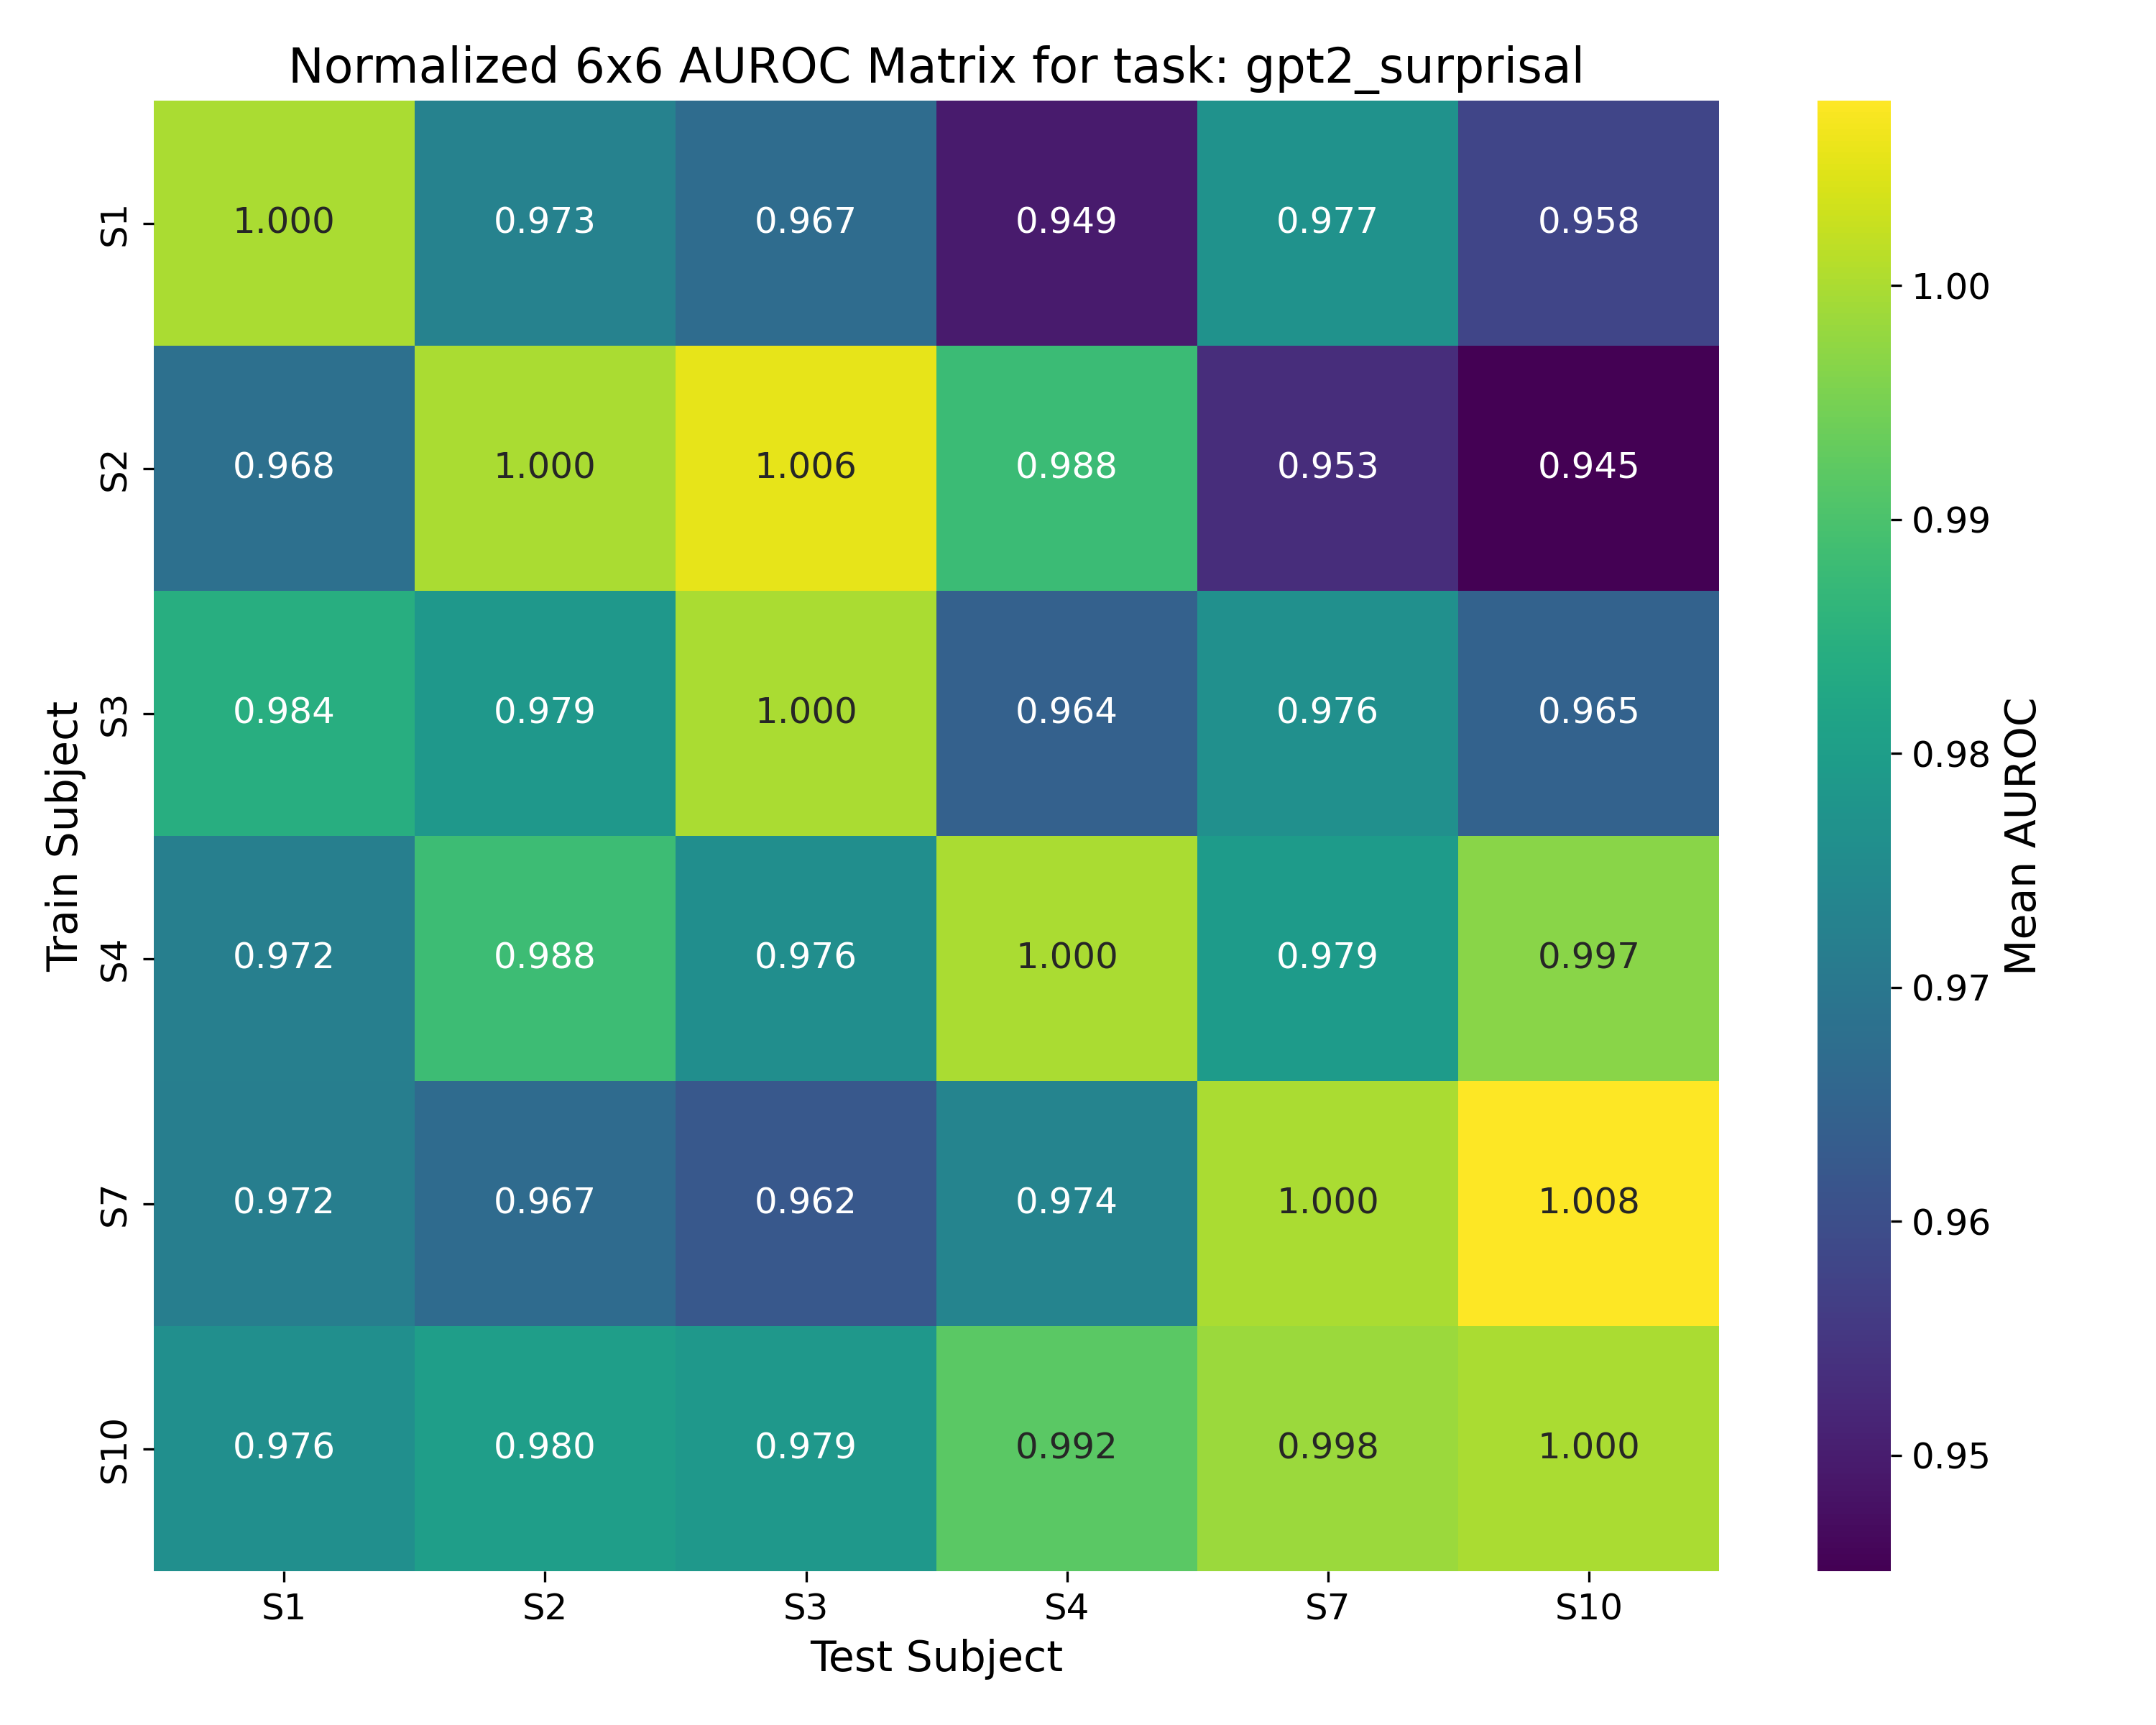 Normalized 6x6 AUROC Matrix for task: gpt2_surprisal
S1 1.000 0.973 0.967 0.949 0.977 0.958
S2 0.968 1.000 1.006 0.988 0.953 0.945
S3 0.984 0.979 1.000 0.964 0.976 0.965
S4 0.972 0.988 0.976 1.000 0.979 0.997
S7 0.972 0.967 0.962 0.974 1.000 1.008
S10 0.976 0.980 0.979 0.992 0.998 1.000
S1 S2 S3 S4 S7 S10
Test Subject
Train Subject
1.00
0.99
0.98
0.97
0.96
0.95
Mean AUROC